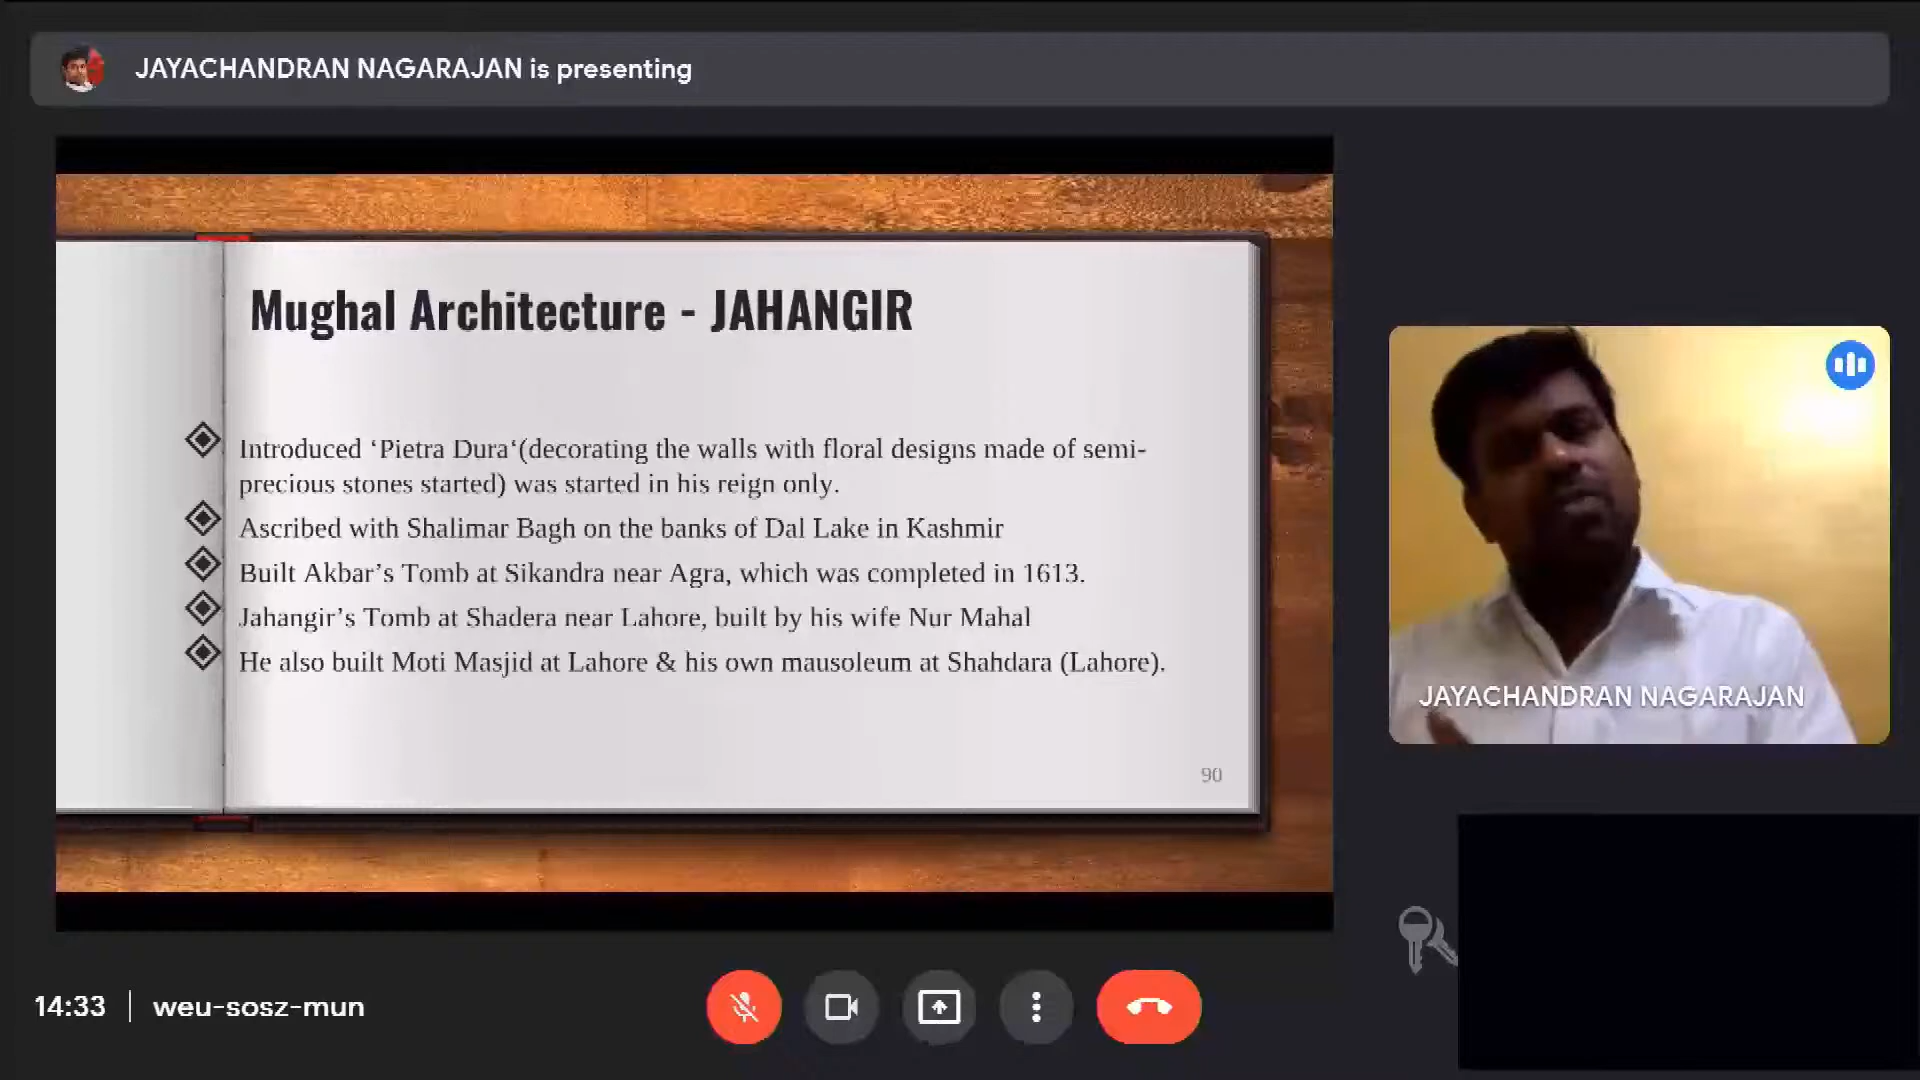 JAYACHANDRAN NAGARAJAN is presenting
Mughal Architecture - JAHANGIR
Introduced ‘Pietra Dura‘(decorating the walls with floral designs made of semi-
precious stones started) was started in his reign only.
Ascribed with Shalimar Bagh on the banks of Dal Lake in Kashmir
Built Akbar’s Tomb at Sikandra near Agra, which was completed in 1613.
Jahangir’s Tomb at Shadera near Lahore, built by his wife Nur Mahal
He also built Moti Masjid at Lahore & his own mausoleum at Shahdara (Lahore).
90
JAYACHANDRAN NAGARAJAN
14:33 | weu-sosz-mun